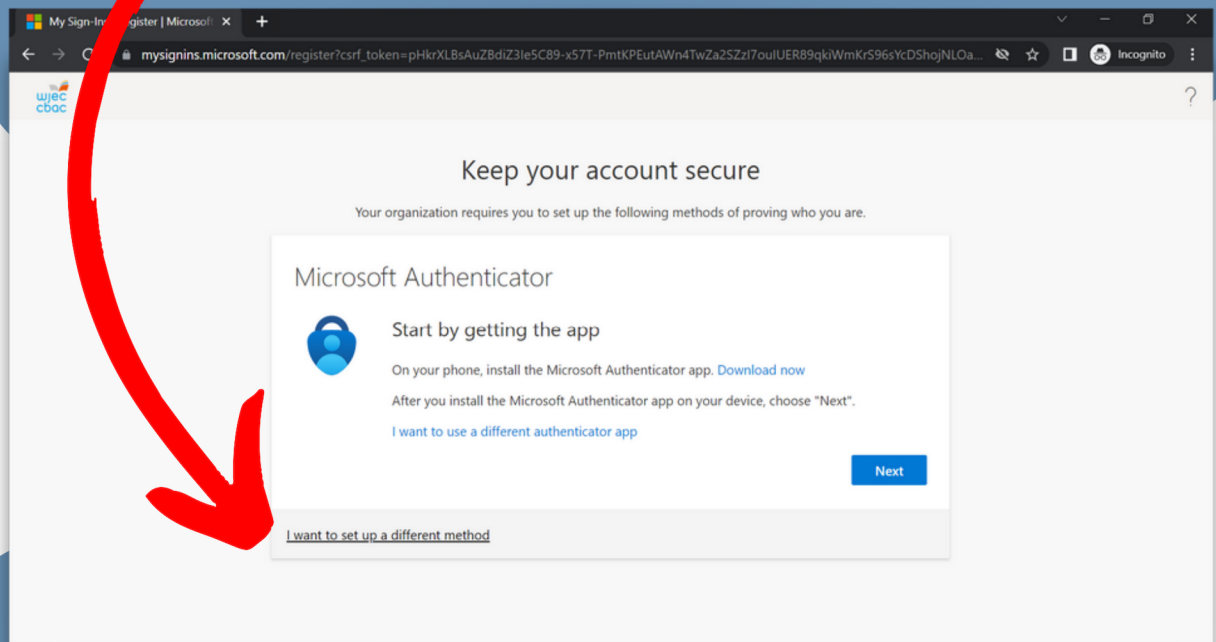 My Sign-In
gister | Microsoft
mysignins.microsoft.com/register?csrf_token=pHkrXLBsAuZBdiZ3Ie5C89-x57T-PmtKPEutAWn4TwZa2SZzI7ouIUER89qkiWmKrS96sYcDShojNLOa...
Incognito
wjec
cbac
?
Keep your account secure
Your organization requires you to set up the following methods of proving who you are.
Microsoft Authenticator
Start by getting the app
On your phone, install the Microsoft Authenticator app. Download now
After you install the Microsoft Authenticator app on your device, choose "Next".
I want to use a different authenticator app
Next
I want to set up a different method